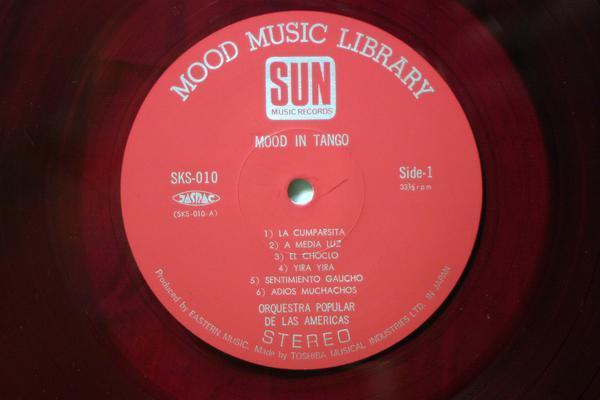 MOOD MUSIC LIBRARY
SUN
MUSIC RECORDS
MOOD IN TANGO
SKS-010
JASRAC
(SKS-010-A)
Side-1
33⅓ rpm
1) LA CUMPARSITA
2) A MEDIA LUZ
3) EL CHOCLO
4) YIRA YIRA
5) SENTIMIENTO GAUCHO
6) ADIOS MUCHACHOS
ORQUESTRA POPULAR
DE LAS AMERICAS
STEREO
Produced by EASTERN MUSIC. Made by TOSHIBA MUSICAL INDUSTRIES LTD. IN JAPAN